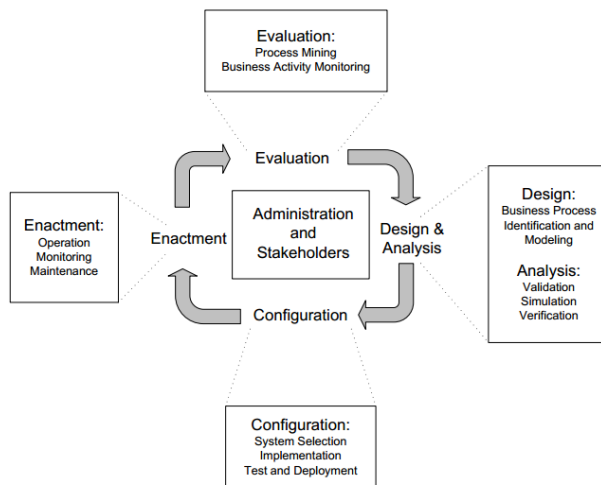 Evaluation:
Process Mining
Business Activity Monitoring
Evaluation
Enactment:
Operation
Monitoring
Maintenance
Enactment
Administration
and
Stakeholders
Design &
Analysis
Design:
Business Process
Identification and
Modeling
Analysis:
Validation
Simulation
Verification
Configuration
Configuration:
System Selection
Implementation
Test and Deployment